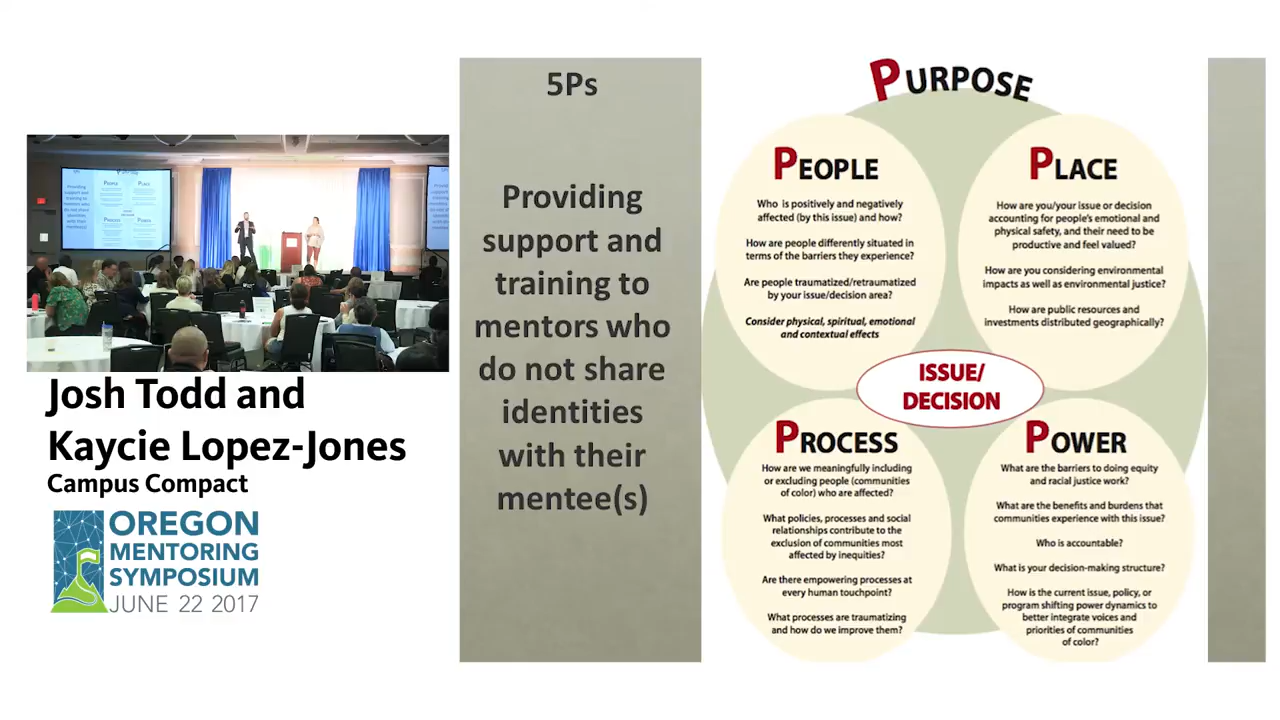 Josh Todd and
Kaycie Lopez-Jones
Campus Compact
OREGON
MENTORING
SYMPOSIUM
JUNE 22 2017
5Ps
Providing
support and
training to
mentors who
do not share
identities
with their
mentee(s)
PURPOSE
PEOPLE
Who is positively and negatively
affected (by this issue) and how?
How are people differently situated in
terms of the barriers they experience?
Are people traumatized/retraumatized
by your issue/decision area?
Consider physical, spiritual, emotional
and contextual effects
PLACE
How are you/your issue or decision
accounting for people's emotional and
physical safety, and their need to be
productive and feel valued?
How are you considering environmental
impacts as well as environmental justice?
How are public resources and
investments distributed geographically?
ISSUE/
DECISION
PROCESS
How are we meaningfully including
or excluding people (communities
of color) who are affected?
What policies, processes and social
relationships contribute to the
exclusion of communities most
affected by inequities?
Are there empowering processes at
every human touchpoint?
What processes are traumatizing
and how do we improve them?
POWER
What are the barriers to doing equity
and racial justice work?
What are the benefits and burdens that
communities experience with this issue?
Who is accountable?
What is your decision-making structure?
How is the current issue, policy, or
program shifting power dynamics to
better integrate voices and
priorities of communities
of color?